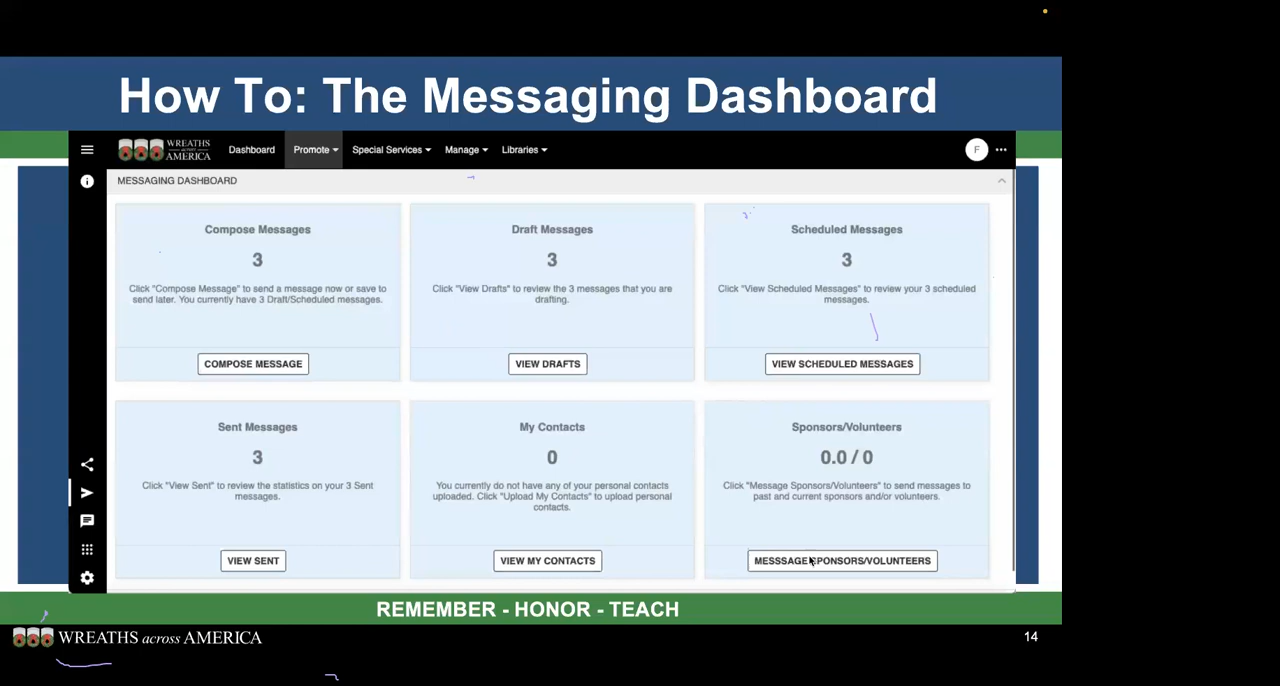 How To: The Messaging Dashboard
WREATHS across AMERICA
Dashboard
Promote
Special Services
Manage
Libraries
F
MESSAGING DASHBOARD
Compose Messages
3
Click "Compose Message" to send a message now or save to
send later. You currently have 3 Draft/Scheduled messages.
COMPOSE MESSAGE
Draft Messages
3
Click "View Drafts" to review the 3 messages that you are
drafting.
VIEW DRAFTS
Scheduled Messages
3
Click "View Scheduled Messages" to review your 3 scheduled
messages.
VIEW SCHEDULED MESSAGES
Sent Messages
3
Click "View Sent" to review the statistics on your 3 Sent
messages.
VIEW SENT
My Contacts
0
You currently do not have any of your personal contacts
uploaded. Click "Upload My Contacts" to upload personal
contacts.
VIEW MY CONTACTS
Sponsors/Volunteers
0.0 / 0
Click "Message Sponsors/Volunteers" to send messages to
past and current sponsors and/or volunteers.
MESSSAGE SPONSORS/VOLUNTEERS
REMEMBER - HONOR - TEACH
WREATHS across AMERICA
14